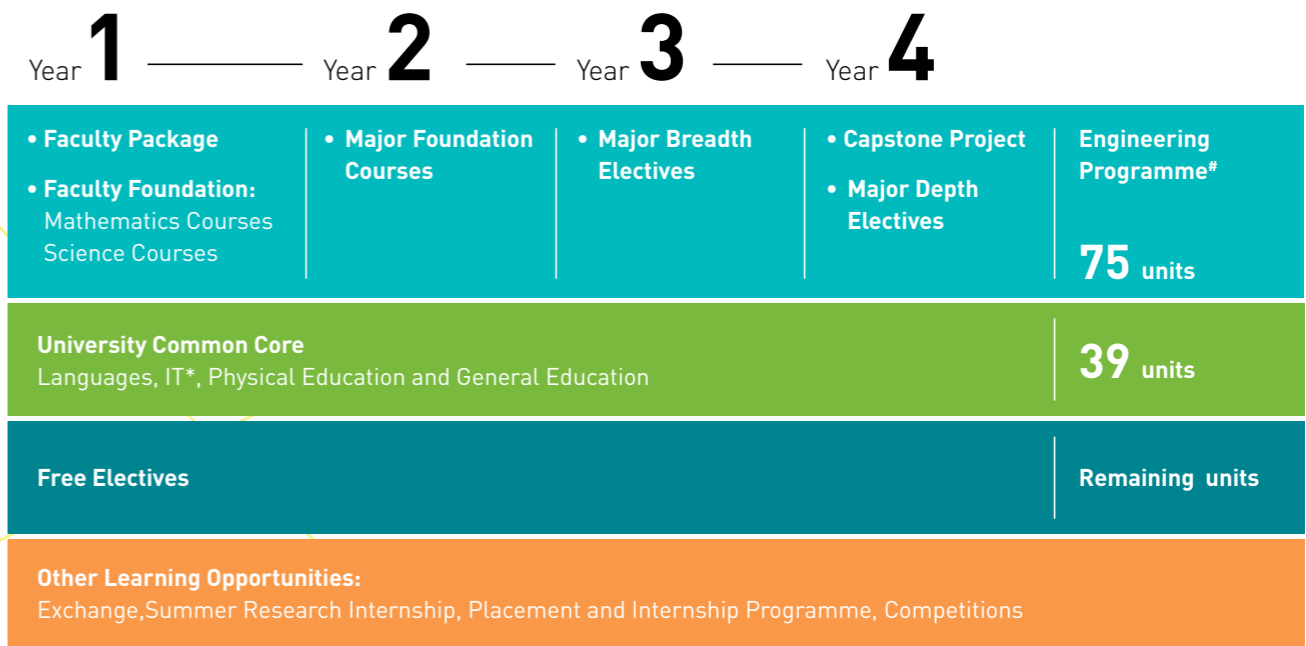 Year 1 Year 2 Year 3 Year 4
• Faculty Package
• Faculty Foundation:
Mathematics Courses
Science Courses
• Major Foundation
Courses
• Major Breadth
Electives
• Capstone Project
• Major Depth
Electives
Engineering
Programme#
75 units
University Common Core
Languages, IT*, Physical Education and General Education
39 units
Free Electives
Remaining units
Other Learning Opportunities:
Exchange,Summer Research Internship, Placement and Internship Programme, Competitions